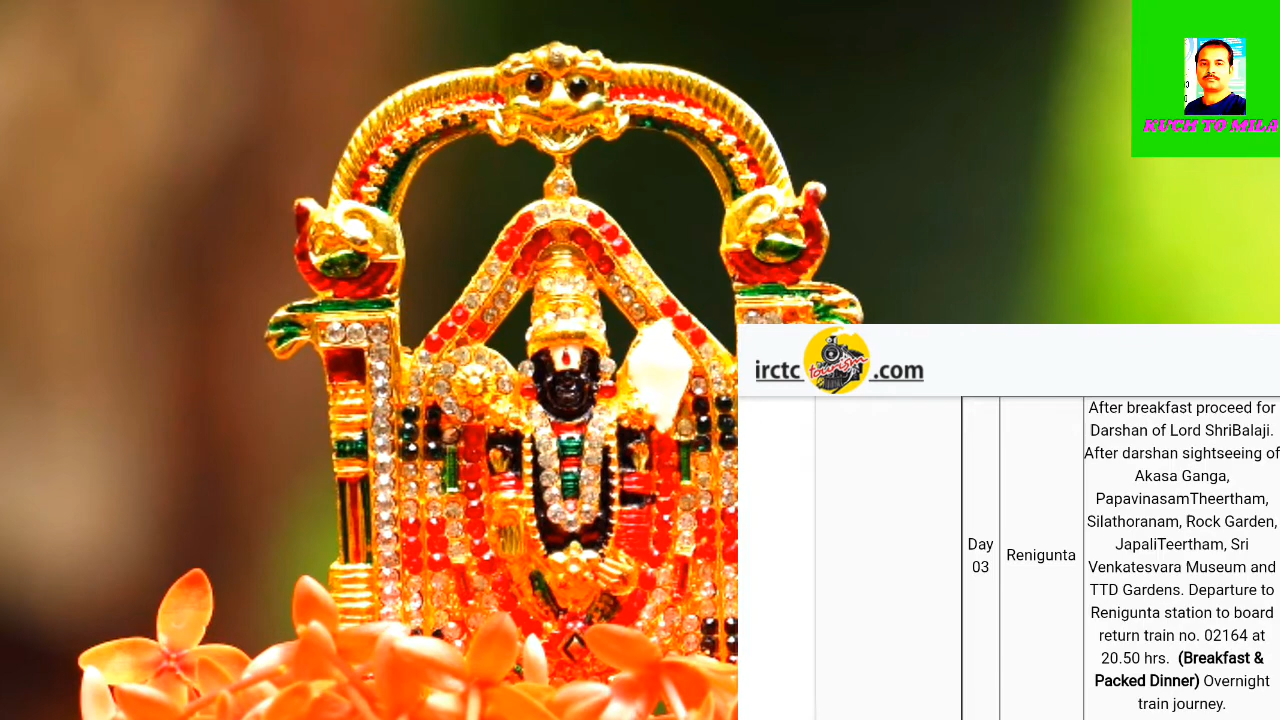 KUCH TO MILA
irctc tourism .com
After breakfast proceed for
Darshan of Lord ShriBalaji.
After darshan sightseeing of
Akasa Ganga,
PapavinasamTheertham,
Silathoranam, Rock Garden,
JapaliTeertham, Sri
Venkatesvara Museum and
TTD Gardens. Departure to
Renigunta station to board
return train no. 02164 at
20.50 hrs. (Breakfast &
Packed Dinner) Overnight
train journey.
Day
03
Renigunta